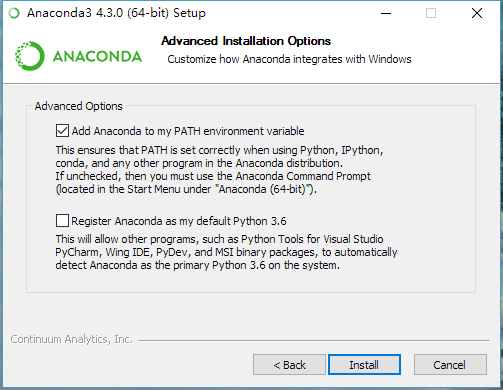 Anaconda3 4.3.0 (64-bit) Setup
Advanced Installation Options
Customize how Anaconda integrates with Windows
ANACONDA
Advanced Options
Add Anaconda to my PATH environment variable
This ensures that PATH is set correctly when using Python, IPython,
conda, and any other program in the Anaconda distribution.
If unchecked, then you must use the Anaconda Command Prompt
(located in the Start Menu under "Anaconda (64-bit)").
Register Anaconda as my default Python 3.6
This will allow other programs, such as Python Tools for Visual Studio
PyCharm, Wing IDE, PyDev, and MSI binary packages, to automatically
detect Anaconda as the primary Python 3.6 on the system.
Continuum Analytics, Inc.
< Back
Install
Cancel